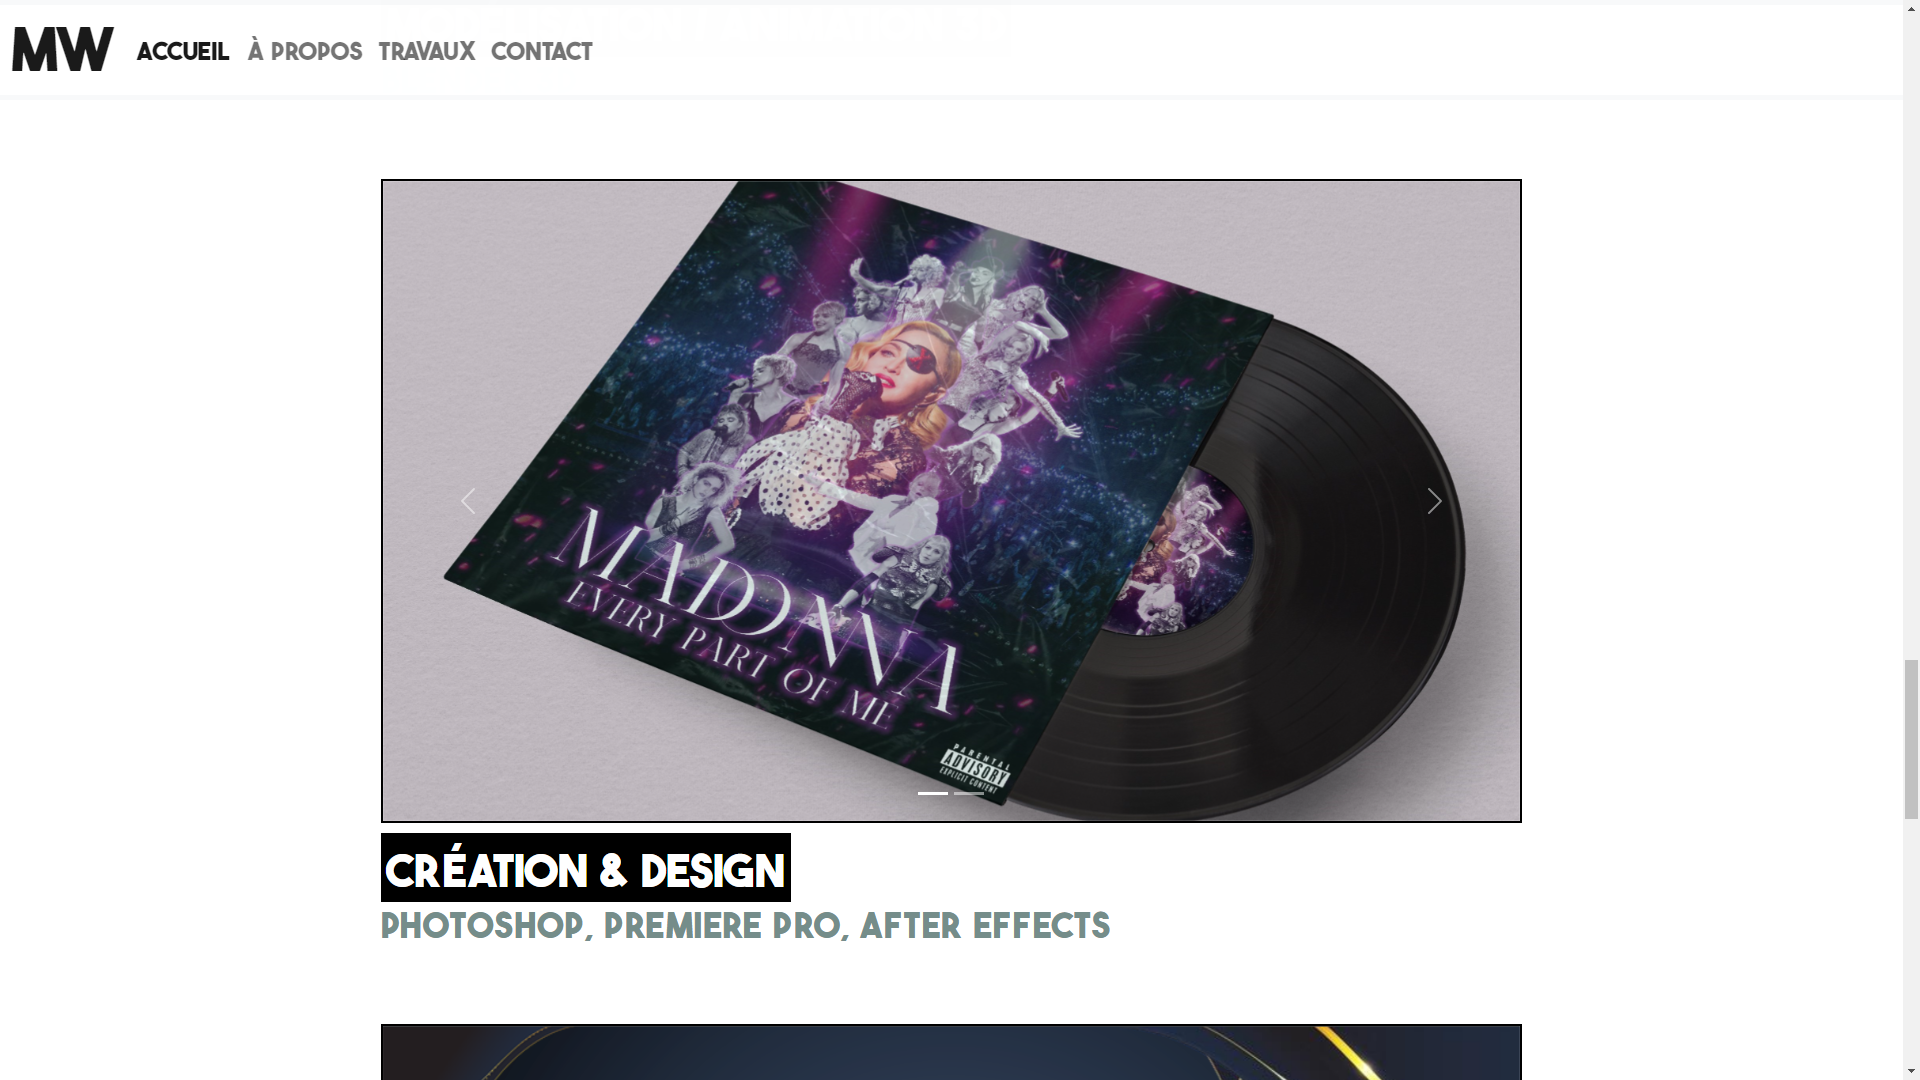 MW ACCUEIL À PROPOS TRAVAUX CONTACT
MADONNA
EVERY PART OF ME
PARENTAL
ADVISORY
EXPLICIT CONTENT
CRÉATION & DESIGN
PHOTOSHOP, PREMIERE PRO, AFTER EFFECTS